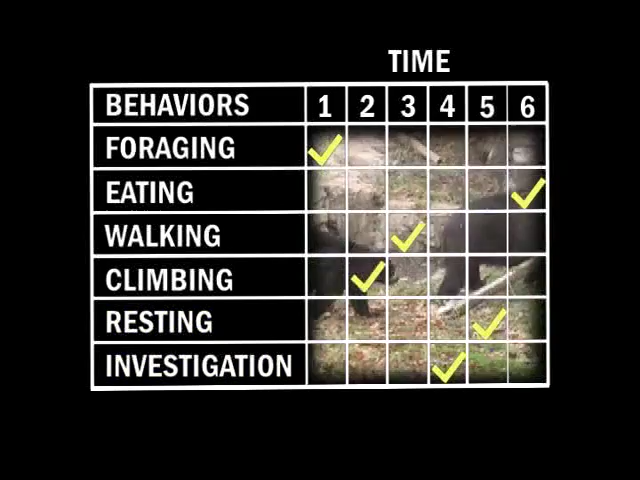 TIME
BEHAVIORS 1 2 3 4 5 6
FORAGING
EATING
WALKING
CLIMBING
RESTING
INVESTIGATION